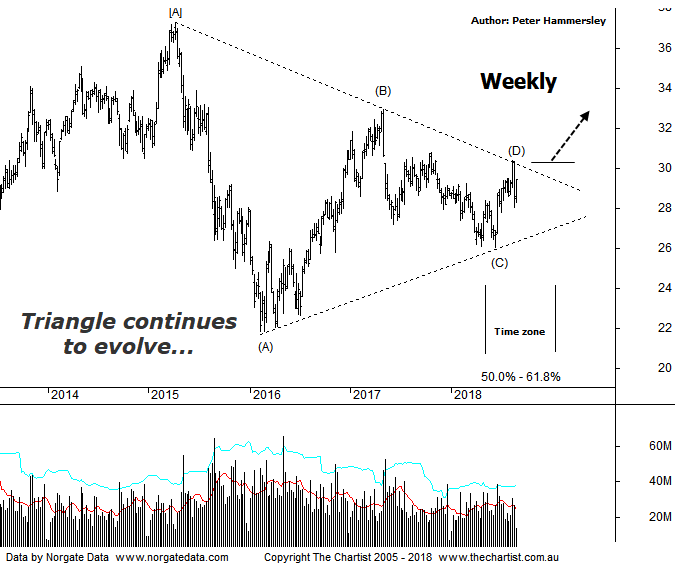 [A]
38
Author: Peter Hammersley
36
Weekly
(B)
34
32
(D)
30
28
26
(C)
24
Triangle continues
to evolve...
Time zone
22
(A)
50.0% - 61.8%
20
2014
2015
2016
2017
2018
60M
40M
20M
Data by Norgate Data www.norgatedata.com
Copyright The Chartist 2005 - 2018 www.thechartist.com.au